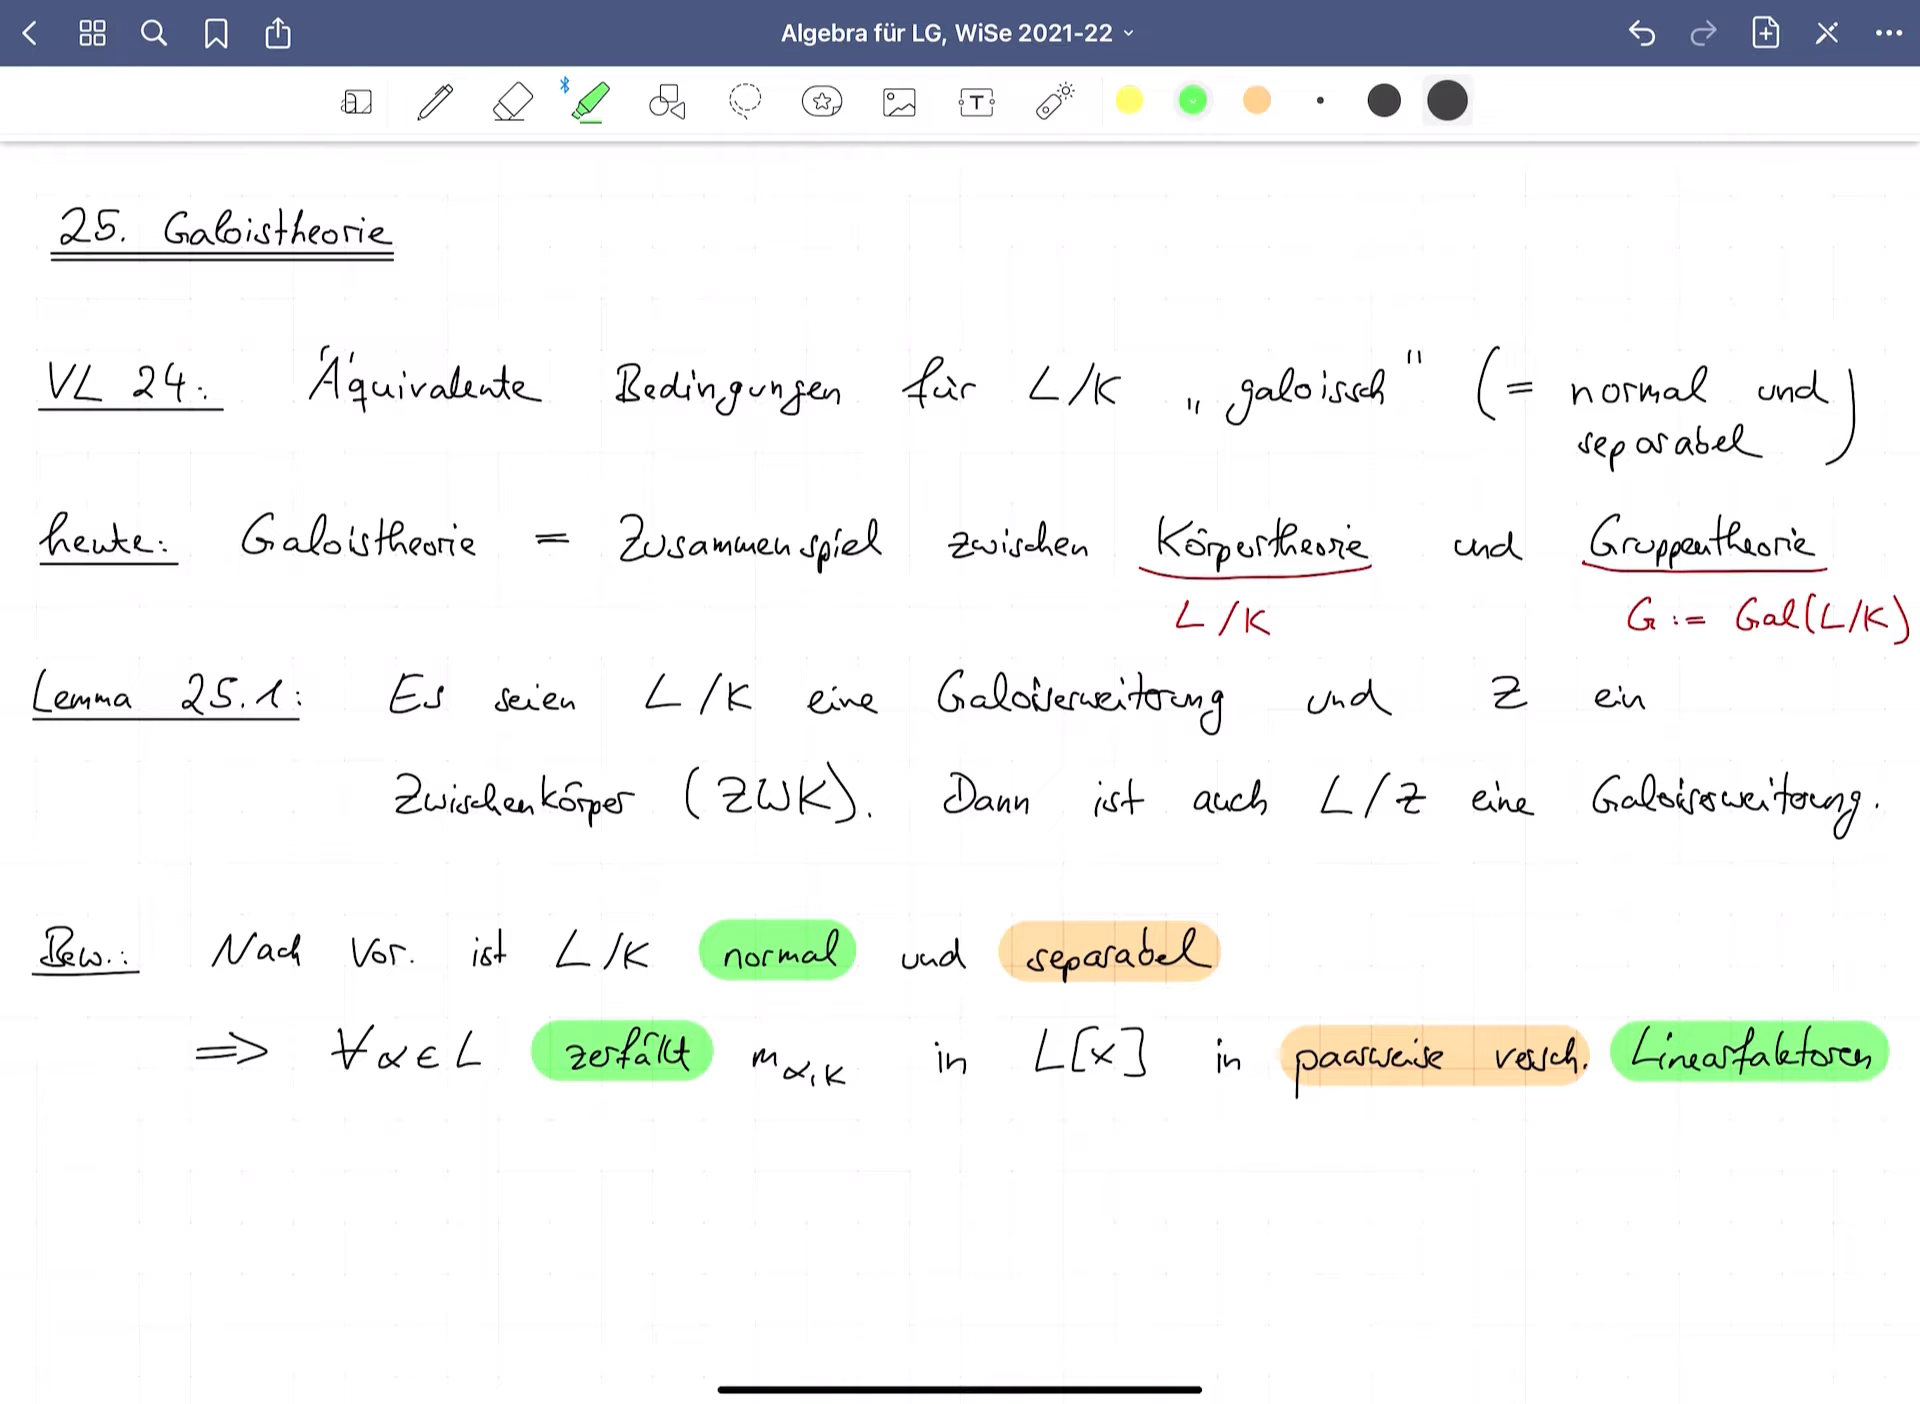 Algebra für LG, WiSe 2021-22
25. Galoistheorie
VL 24: Äquivalente Bedingungen für L/K „galoissch" (= normal und separabel)
heute: Galoistheorie = Zusammenspiel zwischen Körpertheorie und Gruppentheorie
L/K G := Gal(L/K)
Lemma 25.1: Es seien L/K eine Galoiserweiterung und Z ein
Zwischenkörper (ZWK). Dann ist auch L/Z eine Galoiserweiterung.
Bew.: Nach Vor. ist L/K normal und separabel
⟹ ∀α∈L zerfällt m_{α,K} in L[x] in paarweise versch. Linearfaktoren